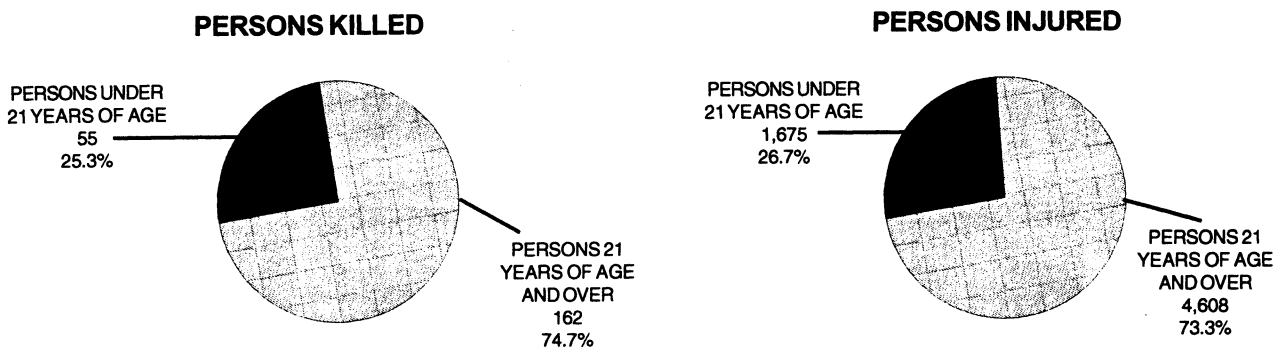 PERSONS KILLED
PERSONS UNDER
21 YEARS OF AGE
55
25.3%
PERSONS 21
YEARS OF AGE
AND OVER
162
74.7%
PERSONS INJURED
PERSONS UNDER
21 YEARS OF AGE
1,675
26.7%
PERSONS 21
YEARS OF AGE
AND OVER
4,608
73.3%